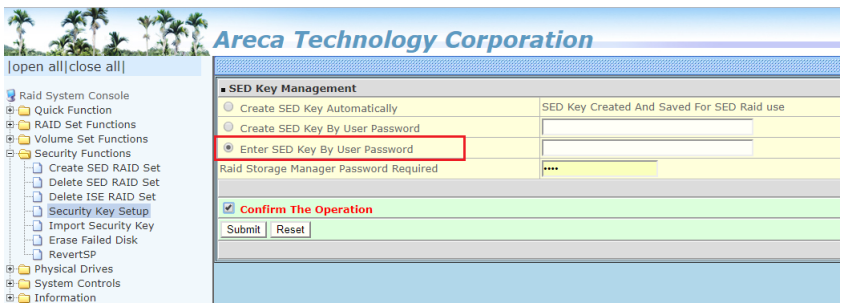 Areca Technology Corporation
|open all|close all|
Raid System Console
Quick Function
RAID Set Functions
Volume Set Functions
Security Functions
Create SED RAID Set
Delete SED RAID Set
Delete ISE RAID Set
Security Key Setup
Import Security Key
Erase Failed Disk
RevertSP
Physical Drives
System Controls
Information
▪ SED Key Management
Create SED Key Automatically SED Key Created And Saved For SED Raid use
Create SED Key By User Password
Enter SED Key By User Password
Raid Storage Manager Password Required ••••
Confirm The Operation
Submit Reset